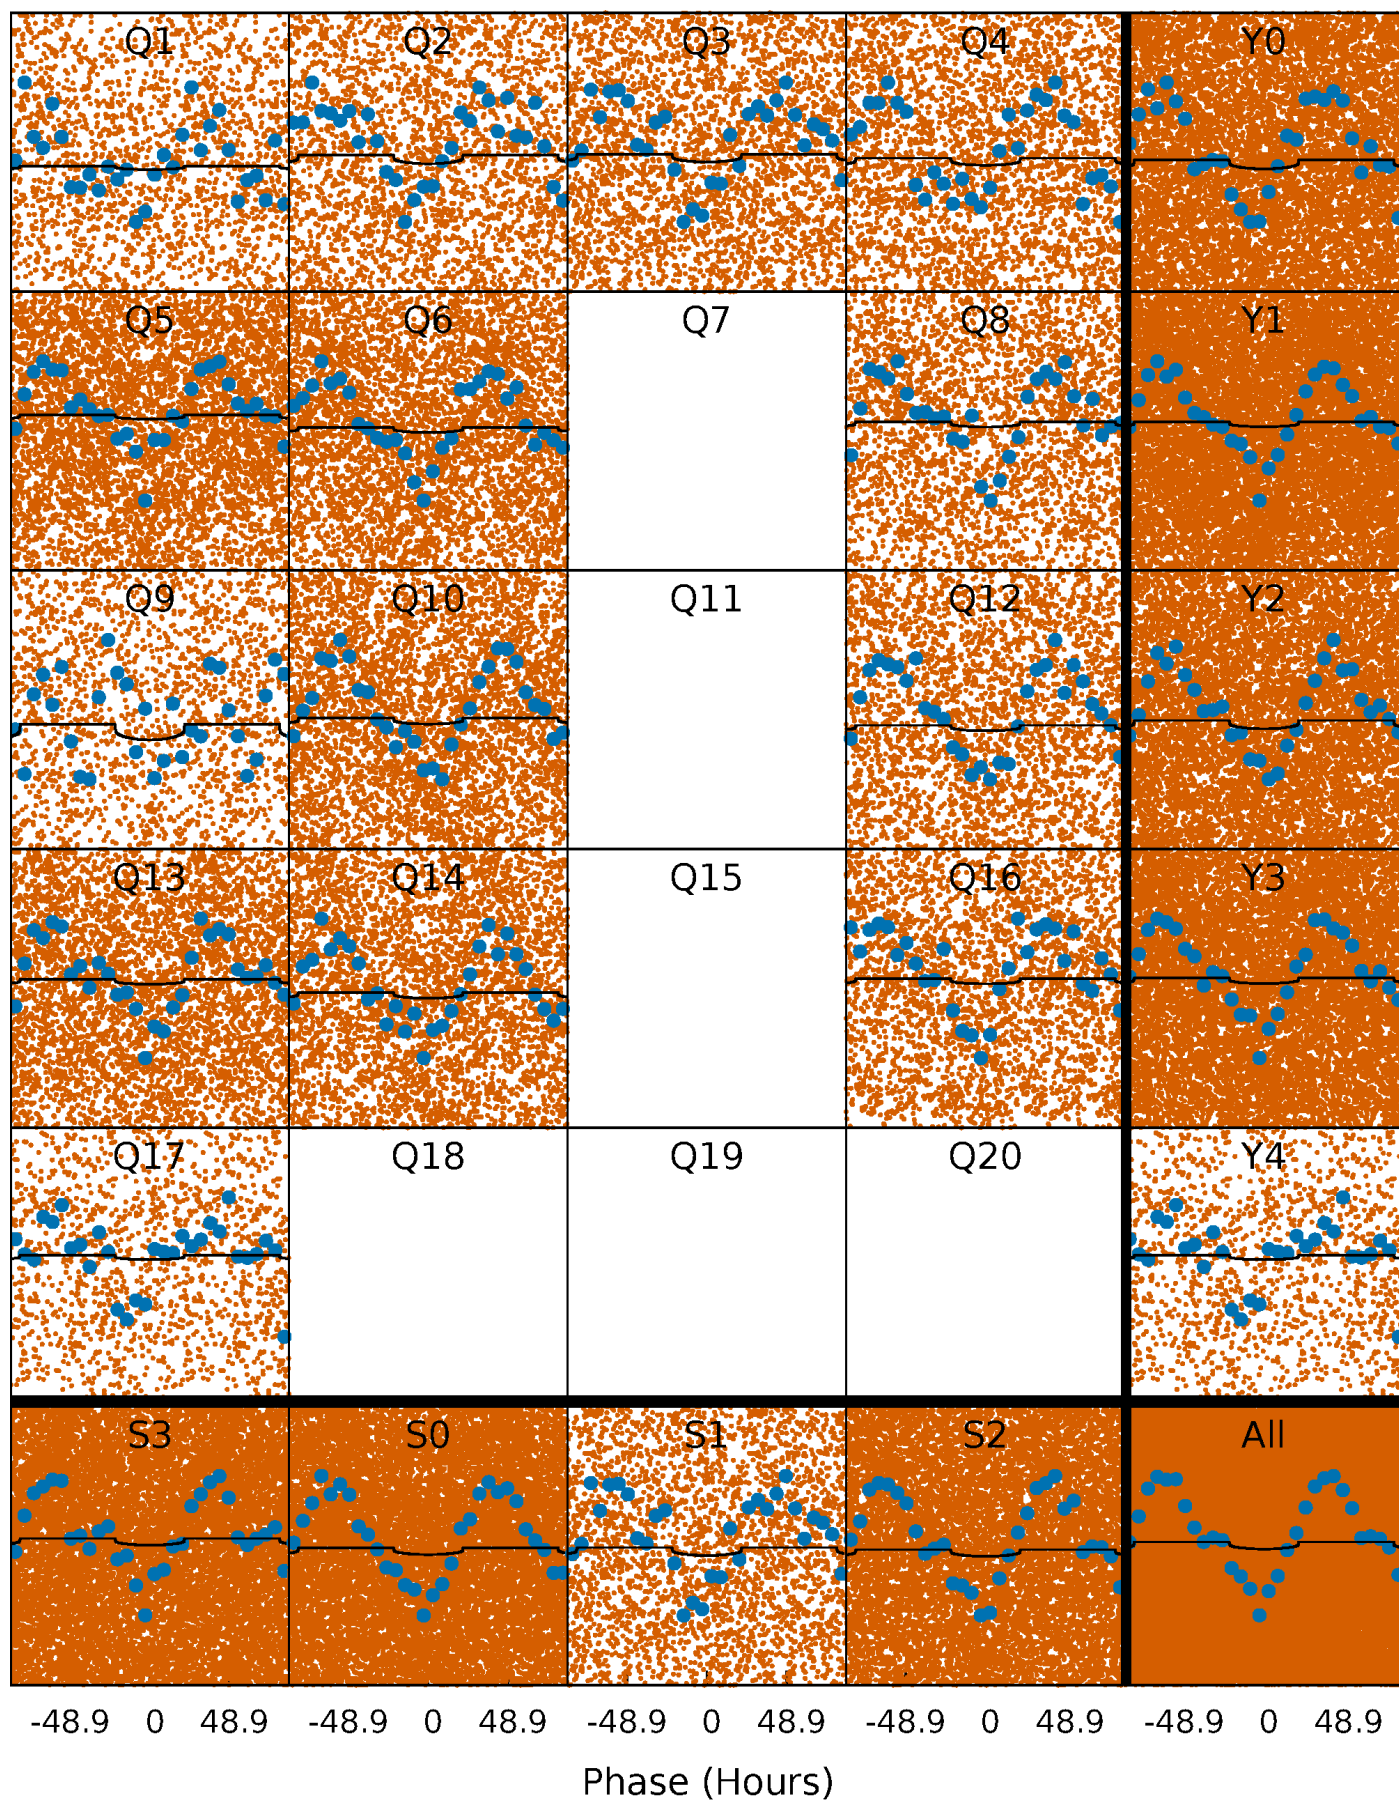 Q1 Q2 Q3 Q4 Y0
Q5 Q6 Q7 Q8 Y1
Q9 Q10 Q11 Q12 Y2
Q13 Q14 Q15 Q16 Y3
Q17 Q18 Q19 Q20 Y4
S3 S0 S1 S2 All
-48.9 0 48.9 -48.9 0 48.9 -48.9 0 48.9 -48.9 0 48.9 -48.9 0 48.9
Phase (Hours)